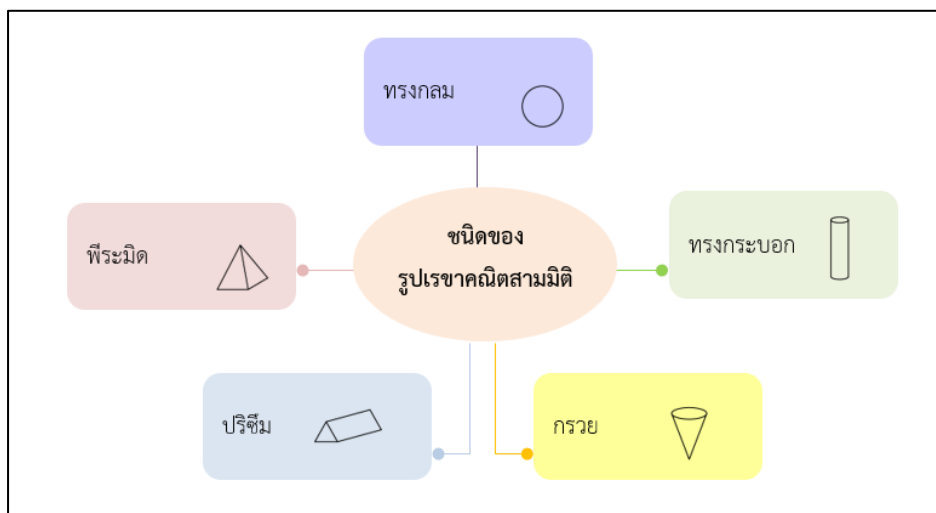 ทรงกลม
ชนิดของ
รูปเรขาคณิตสามมิติ
พีระมิด
ทรงกระบอก
ปริซึม
กรวย